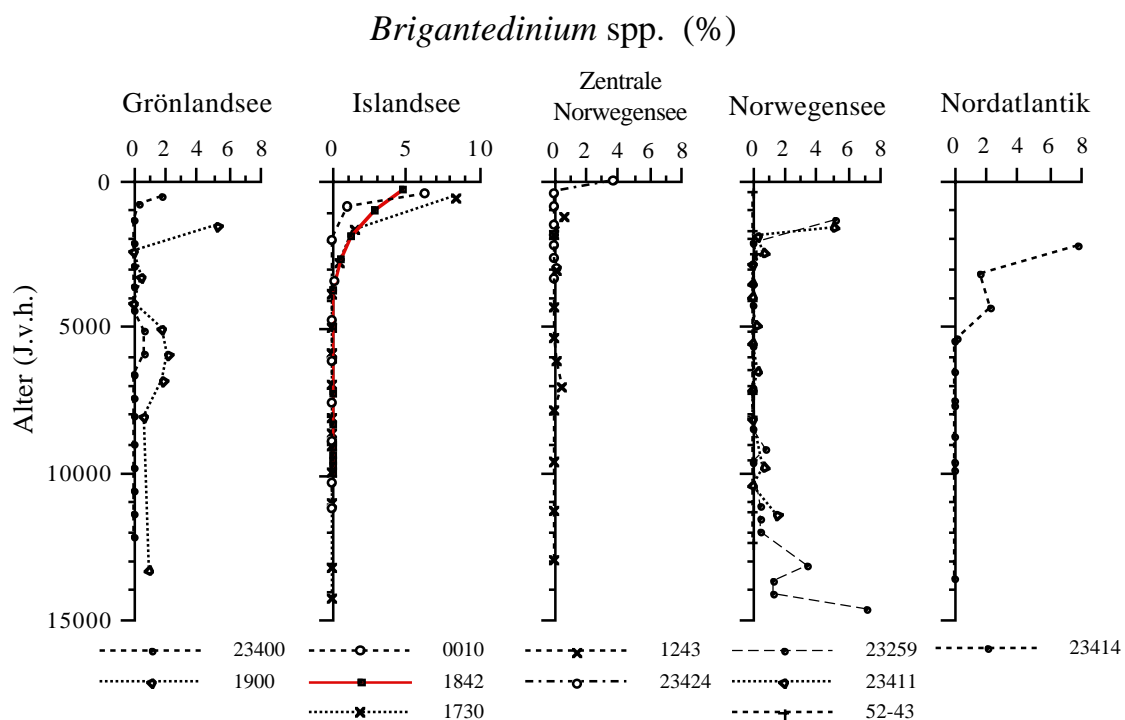 Brigantedinium spp. (%)
Grönlandsee
Islandsee
Zentrale
Norwegensee
Norwegensee
Nordatlantik
0 2 4 6 8
0 5 10
0 2 4 6 8
0 2 4 6 8
0 2 4 6 8
Alter (J.v.h.)
0
5000
10000
15000
23400
1900
0010
1842
1730
1243
23424
23259
23411
52-43
23414